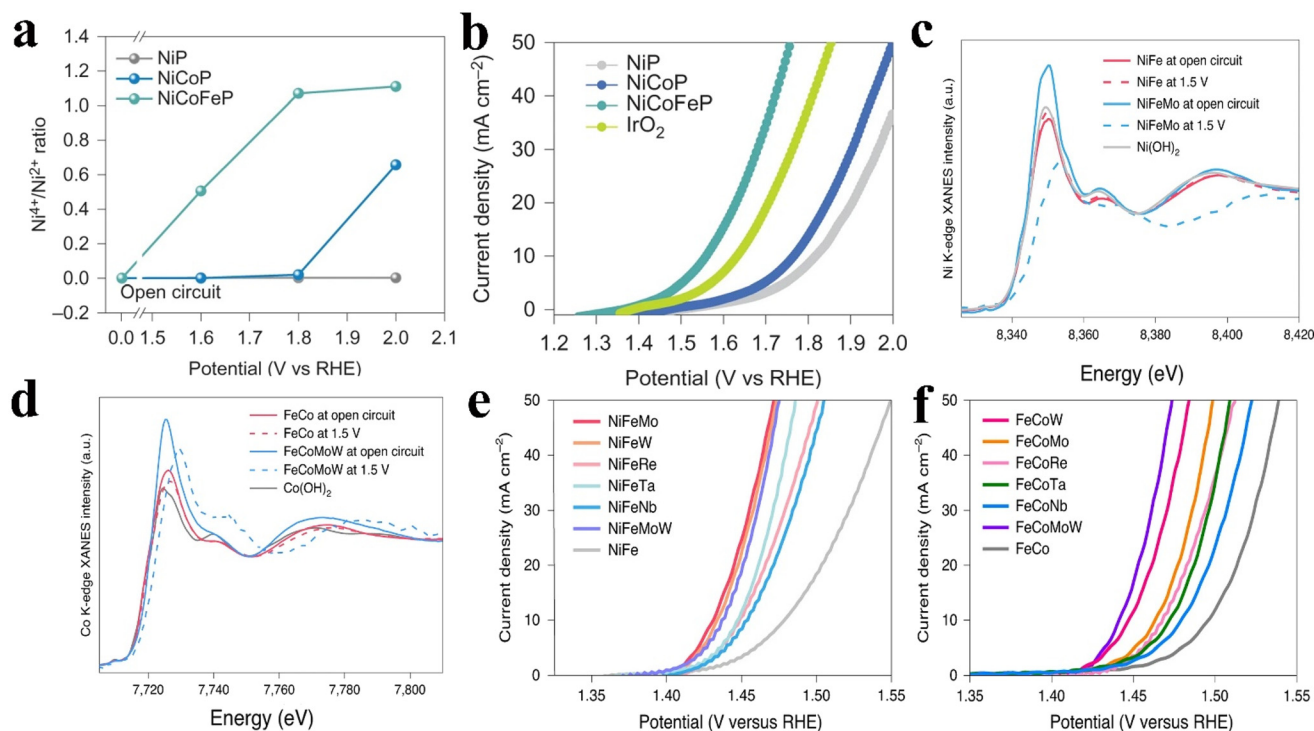 a
NiP
NiCoP
NiCoFeP
Ni4+/Ni2+ ratio
1.4
1.2
1.0
0.8
0.6
0.4
0.2
0.0
–0.2
Open circuit
0.0 1.5 1.6 1.7 1.8 1.9 2.0 2.1
Potential (V vs RHE)
b
NiP
NiCoP
NiCoFeP
IrO2
Current density (mA cm–2)
50
40
30
20
10
0
1.2 1.3 1.4 1.5 1.6 1.7 1.8 1.9 2.0
Potential (V vs RHE)
c
NiFe at open circuit
NiFe at 1.5 V
NiFeMo at open circuit
NiFeMo at 1.5 V
Ni(OH)2
Ni K-edge XANES intensity (a.u.)
8,340 8,360 8,380 8,400 8,420
Energy (eV)
d
FeCo at open circuit
FeCo at 1.5 V
FeCoMoW at open circuit
FeCoMoW at 1.5 V
Co(OH)2
Co K-edge XANES intensity (a.u.)
7,720 7,740 7,760 7,780 7,800
Energy (eV)
e
NiFeMo
NiFeW
NiFeRe
NiFeTa
NiFeNb
NiFeMoW
NiFe
Current density (mA cm–2)
50
40
30
20
10
0
1.35 1.40 1.45 1.50 1.55
Potential (V versus RHE)
f
FeCoW
FeCoMo
FeCoRe
FeCoTa
FeCoNb
FeCoMoW
FeCo
Current density (mA cm–2)
50
40
30
20
10
0
1.35 1.40 1.45 1.50 1.55
Potential (V versus RHE)